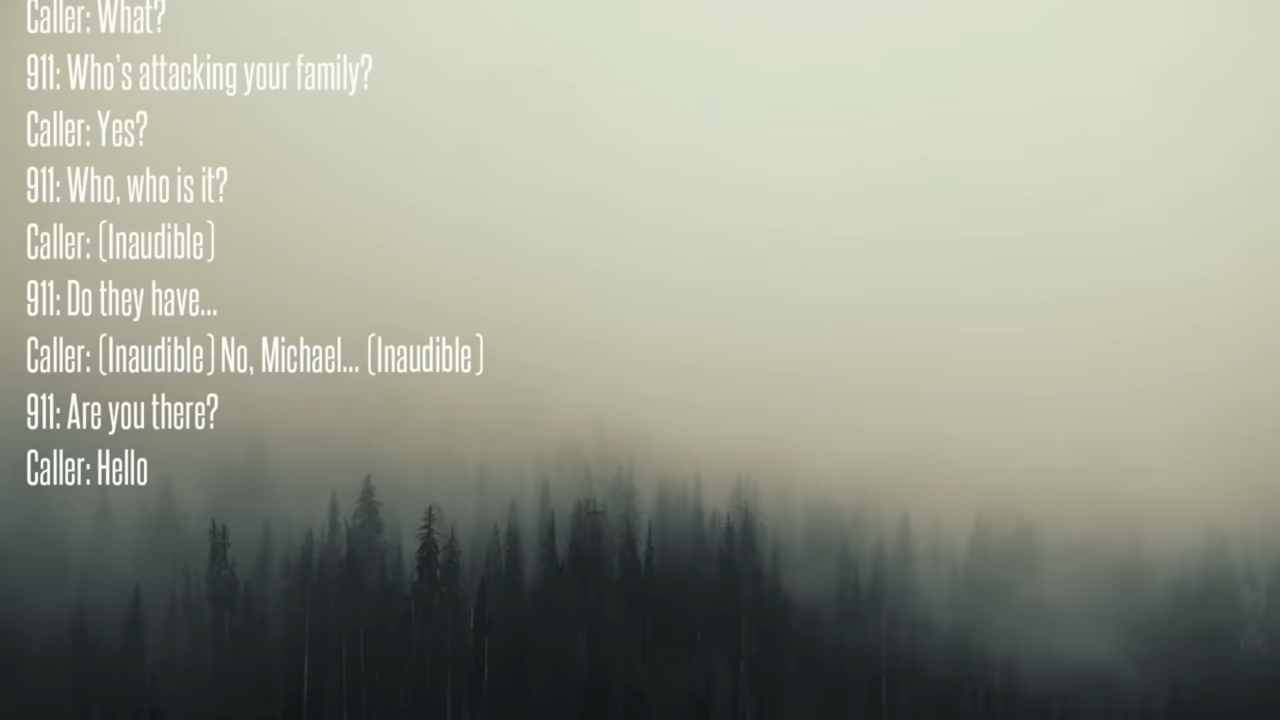 Caller: What?
911: Who's attacking your family?
Caller: Yes?
911: Who, who is it?
Caller: (Inaudible)
911: Do they have...
Caller: (Inaudible) No, Michael... (Inaudible)
911: Are you there?
Caller: Hello